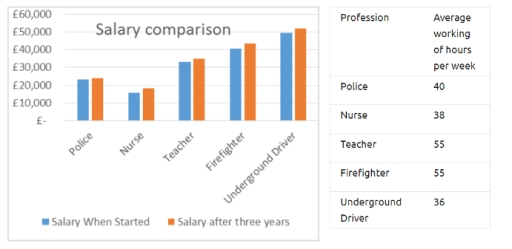 Salary comparison
£60,000
£50,000
£40,000
£30,000
£20,000
£10,000
£-
Police
Nurse
Teacher
Firefighter
Underground Driver
Salary When Started
Salary after three years
Profession
Average
working
of hours
per week
Police 40
Nurse 38
Teacher 55
Firefighter 55
Underground 36
Driver